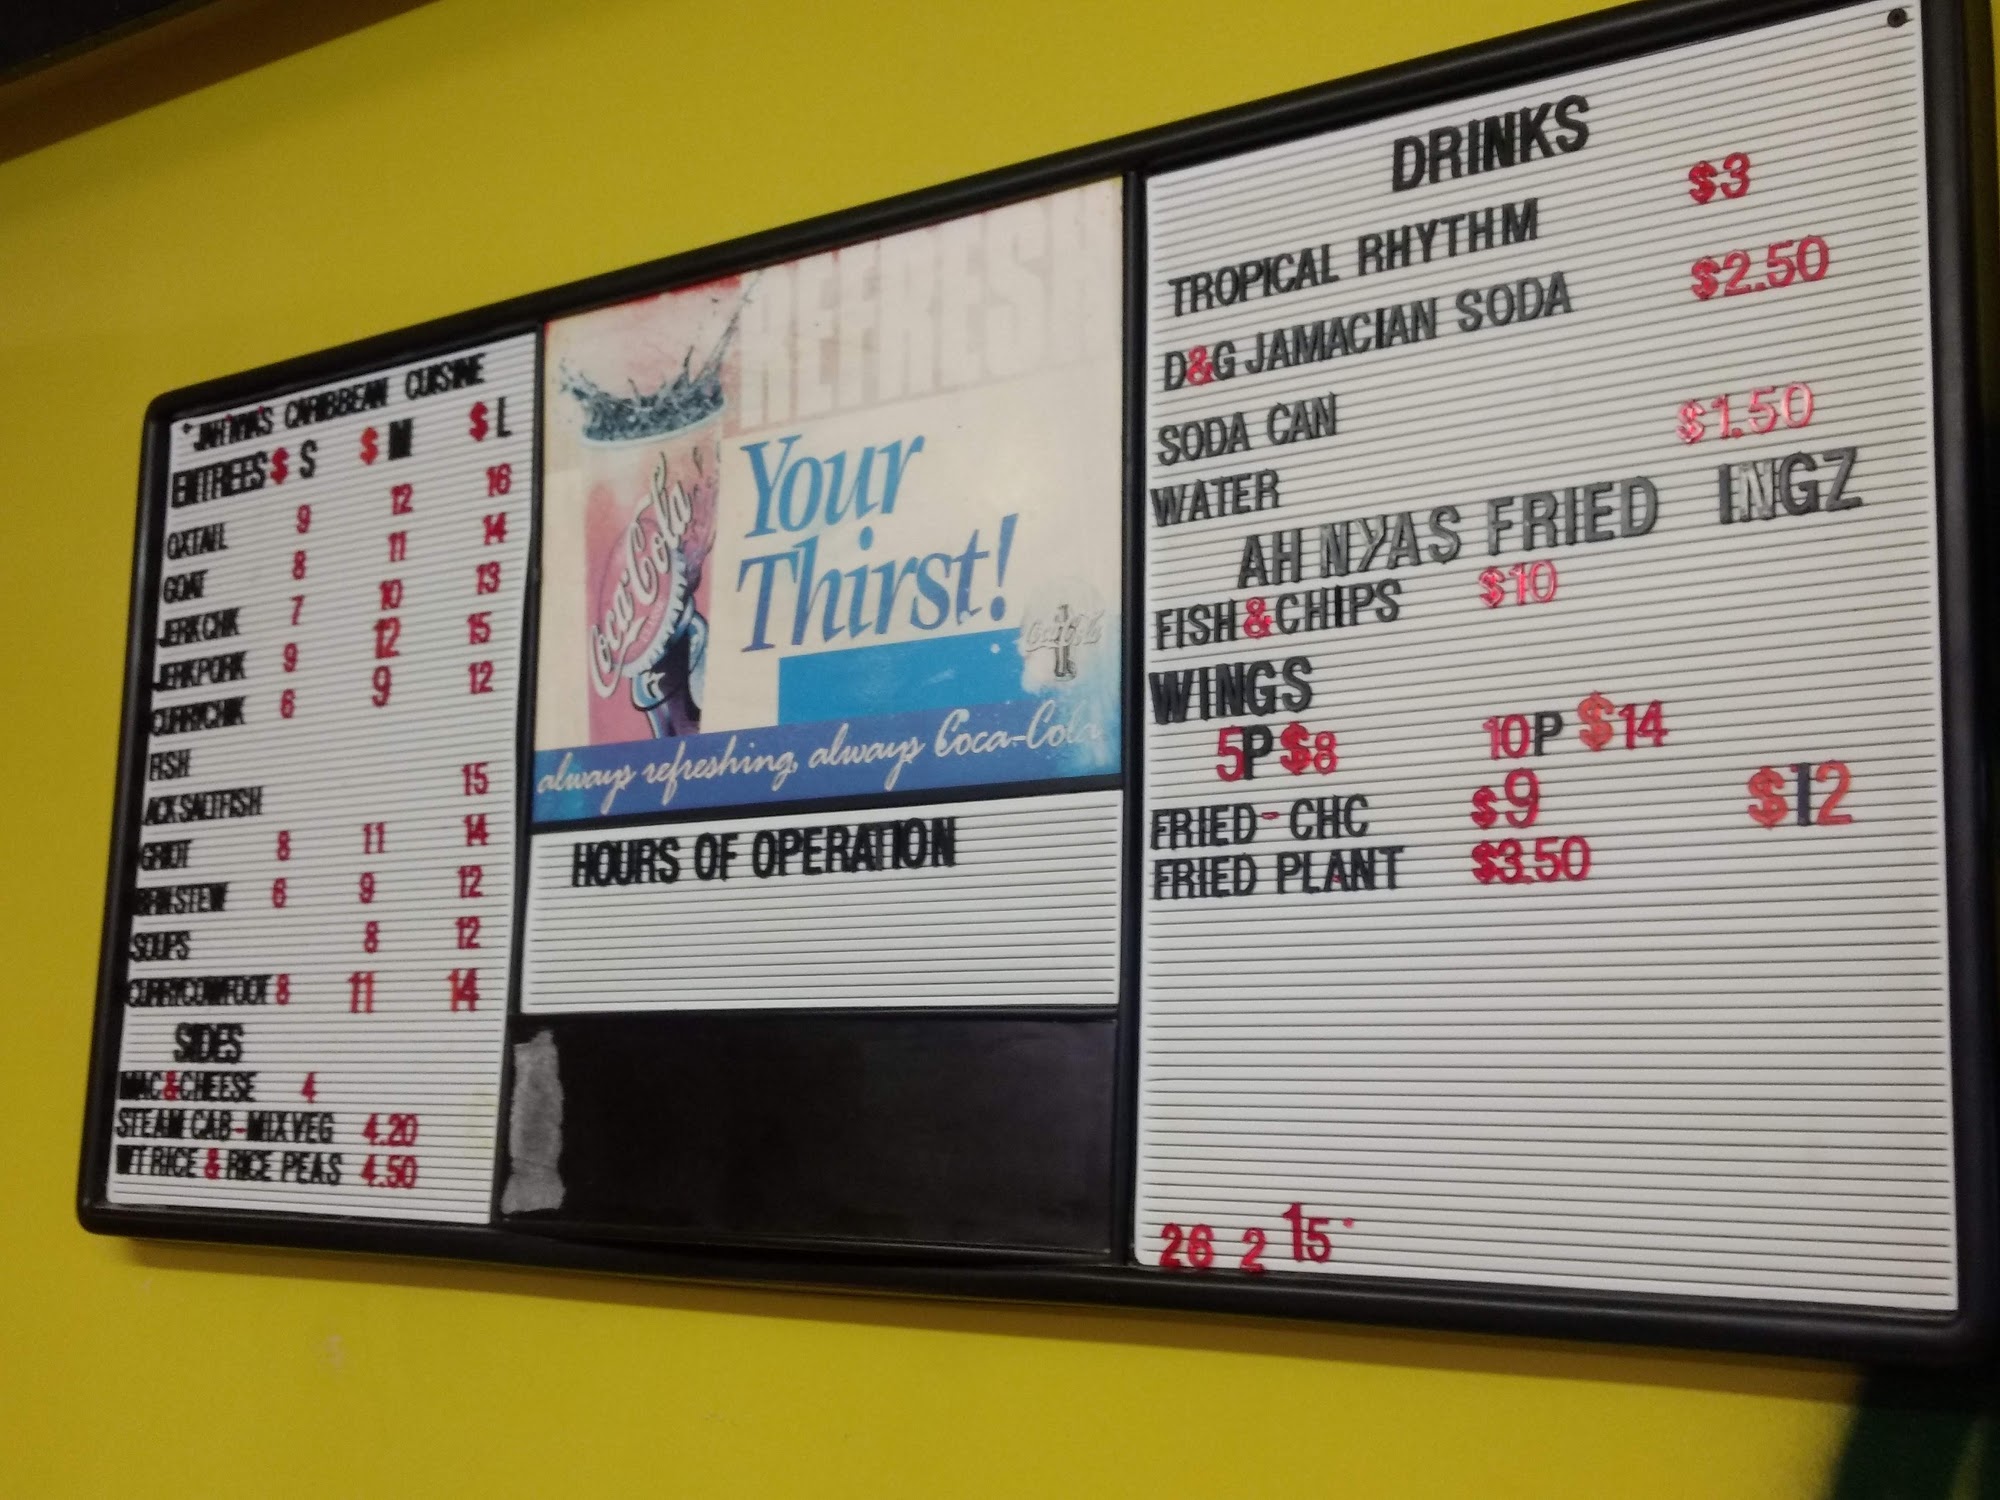 JAH NYA'S CARIBBEAN CUISINE
ENTREES $ S $ M $ L
OXTAIL 9 12 16
GOAT 8 11 14
JERK CHK 7 10 13
JERK PORK 9 12 15
CURRYCHK 6 9 12
FISH
ACK SALTFISH 15
GRIOT 8 11 14
BRN STEW 6 9 12
SOUPS 8 12
CURRYCOWFOOT 8 11 14
SIDES
MAC&CHEESE 4
STEAM CAB-MIX VEG 4.20
WT RICE & RICE PEAS 4.50
REFRESH
Your
Thirst!
Coca-Cola
always refreshing, always Coca-Cola
HOURS OF OPERATION
DRINKS
TROPICAL RHYTHM $3
D&G JAMACIAN SODA $2.50
SODA CAN
WATER $1.50
AH NYAS FRIED INGZ
FISH&CHIPS $10
WINGS
5P $8 10P $14
FRIED-CHC $9 $12
FRIED PLANT $3.50
26 2 15